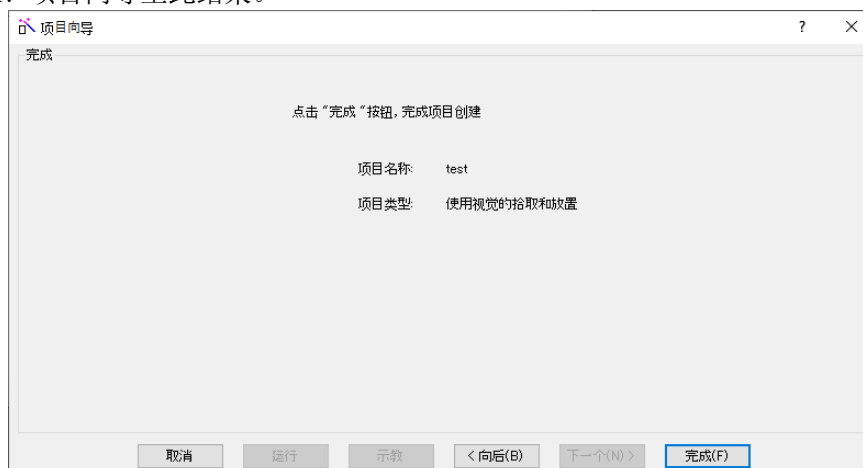 项目向导
?
完成
点击“完成“按钮，完成项目创建
项目名称: test
项目类型: 使用视觉的拾取和放置
取消 运行 示教 < 向后(B) 下一个(N) > 完成(F)